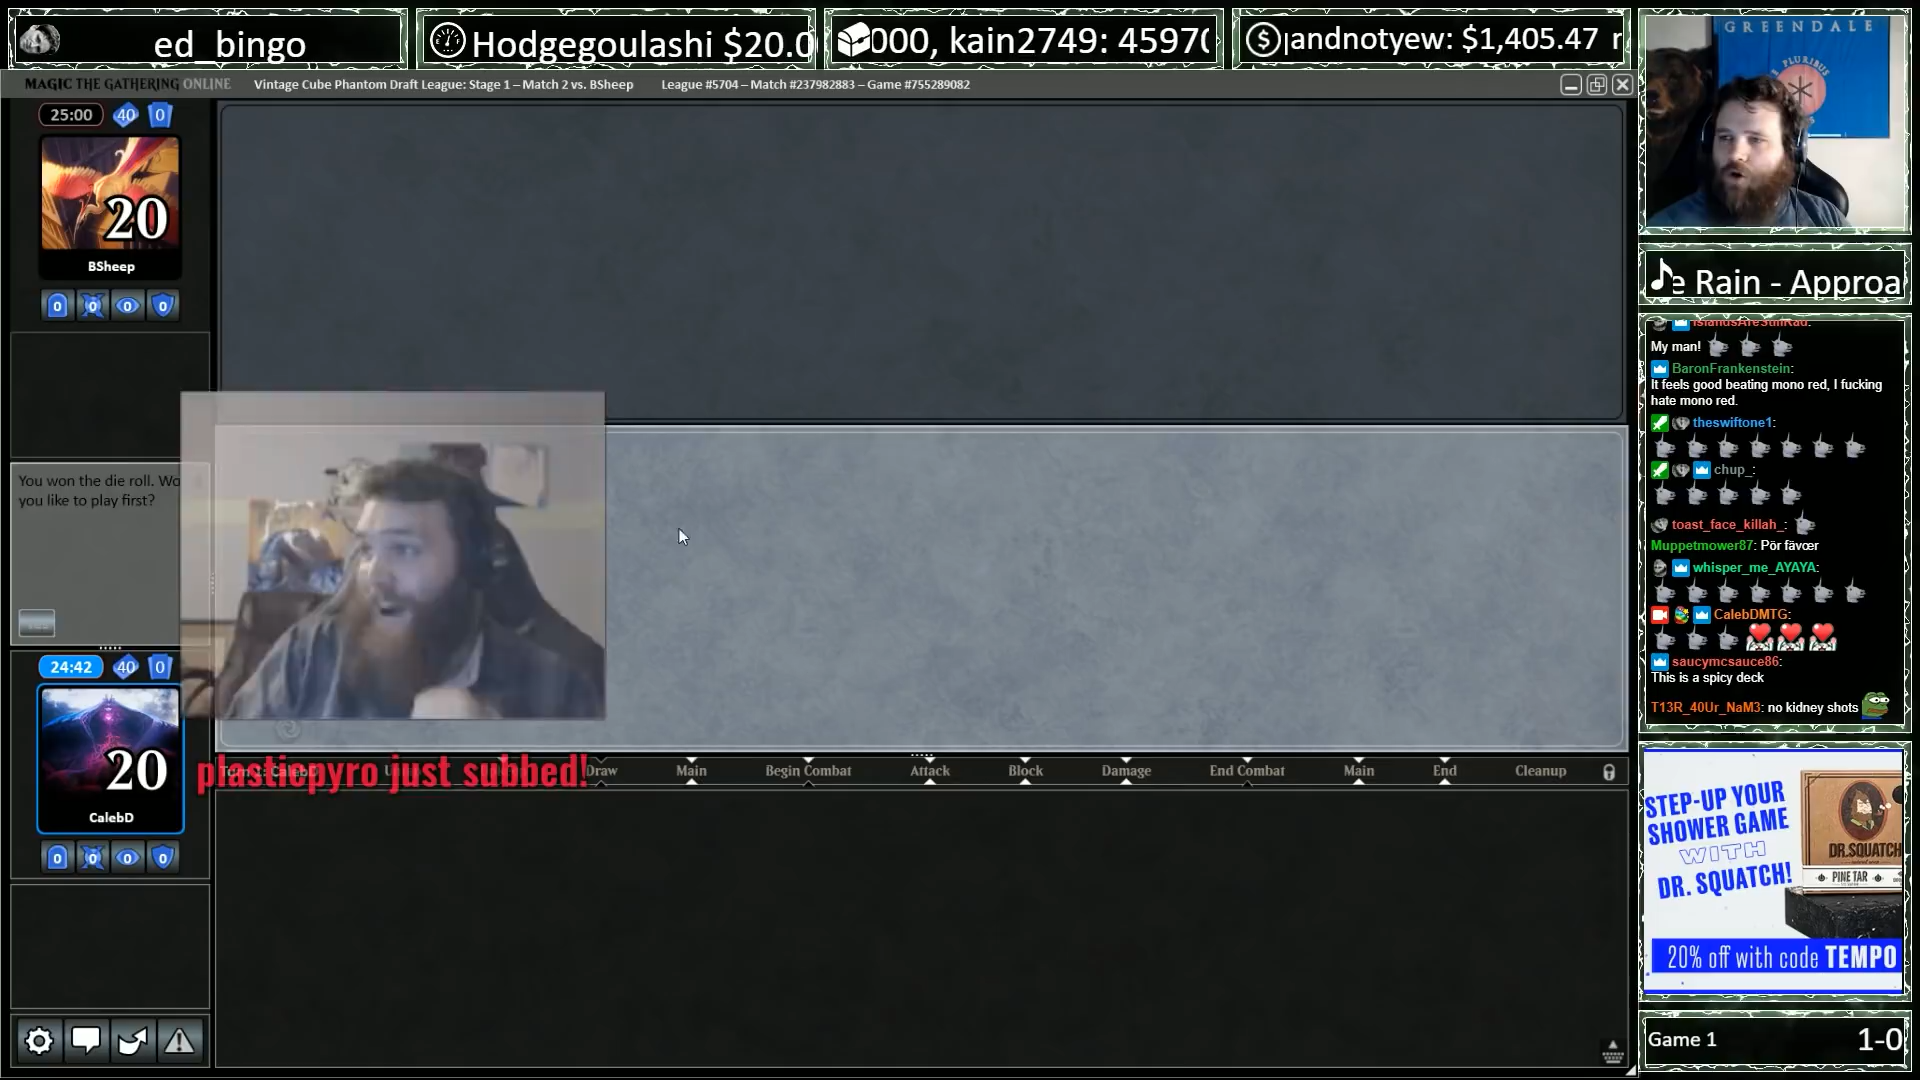 ed_bingo
Hodgegoulashi $20.0
000, kain2749: 45970
andnotyew: $1,405.47 r
MAGIC THE GATHERING ONLINE
Vintage Cube Phantom Draft League: Stage 1 – Match 2 vs. BSheep
League #5704 – Match #237982883 – Game #755289082
25:00
40
0
20
BSheep
0 0 0 0
You won the die roll. Wo
you like to play first?
24:42
40
0
20
CalebD
0 0 0 0
plasticpyro just subbed!
Draw
Main
Begin Combat
Attack
Block
Damage
End Combat
Main
End
Cleanup
GREENDALE
PLURIBUS
e Rain - Approa
IslandsAreStillRad:
My man!
BaronFrankenstein:
It feels good beating mono red, I fucking
hate mono red.
theswiftone1:
chup_:
toast_face_killah_:
Muppetmower87: Pör fävœr
whisper_me_AYAYA:
CalebDMTG:
saucymcsauce86:
This is a spicy deck
T13R_40Ur_NaM3: no kidney shots
STEP-UP YOUR
SHOWER GAME
WITH
DR. SQUATCH!
DR.SQUATCH
PINE TAR
20% off with code TEMPO
Game 1
1-0